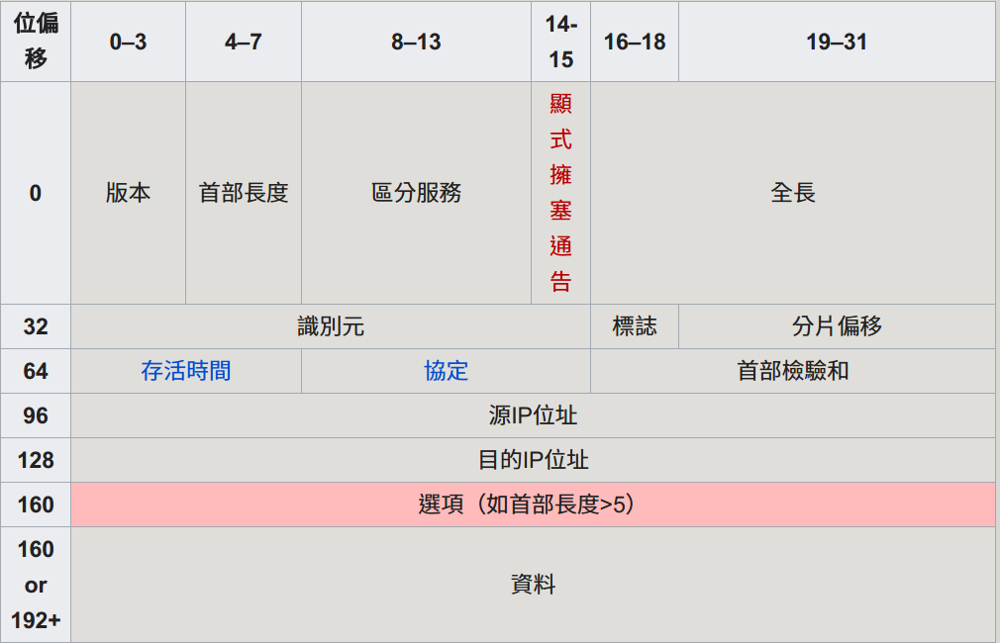 位偏
移
0–3
4–7
8–13
14-
15
16–18
19–31
0
版本
首部長度
區分服務
顯
式
擁
塞
通
告
全長
32
識別元
標誌
分片偏移
64
存活時間
協定
首部檢驗和
96
源IP位址
128
目的IP位址
160
選項（如首部長度>5）
160
or
192+
資料